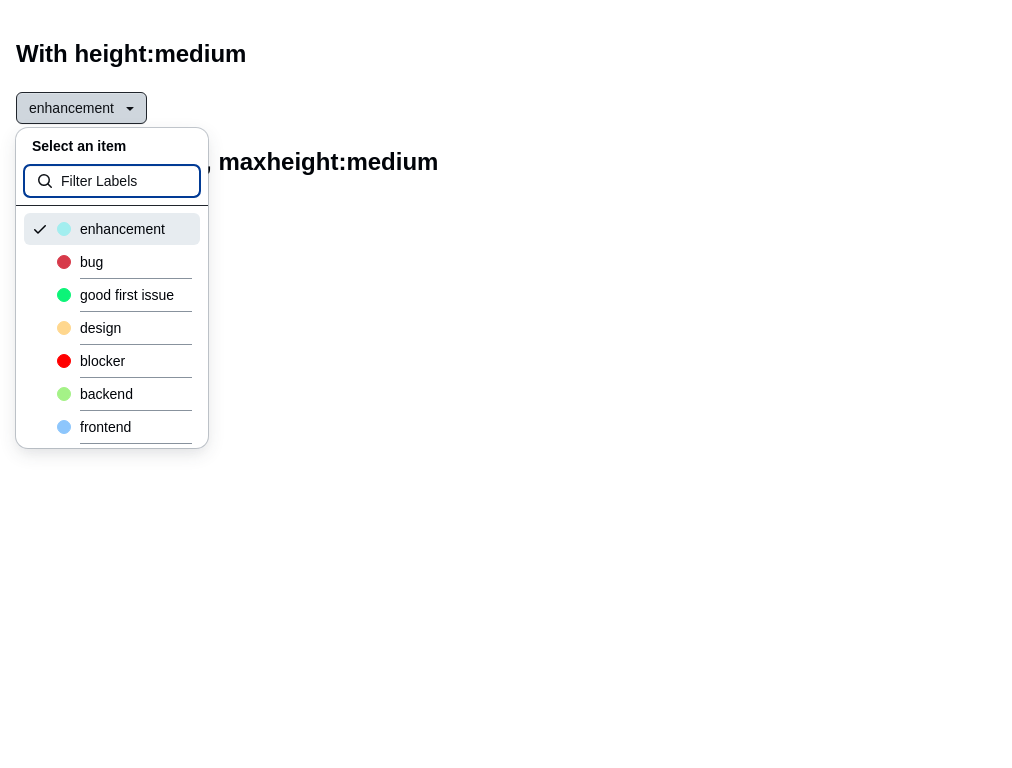 With height:medium
enhancement
Select an item
, maxheight:medium
Filter Labels
enhancement
bug
good first issue
design
blocker
backend
frontend